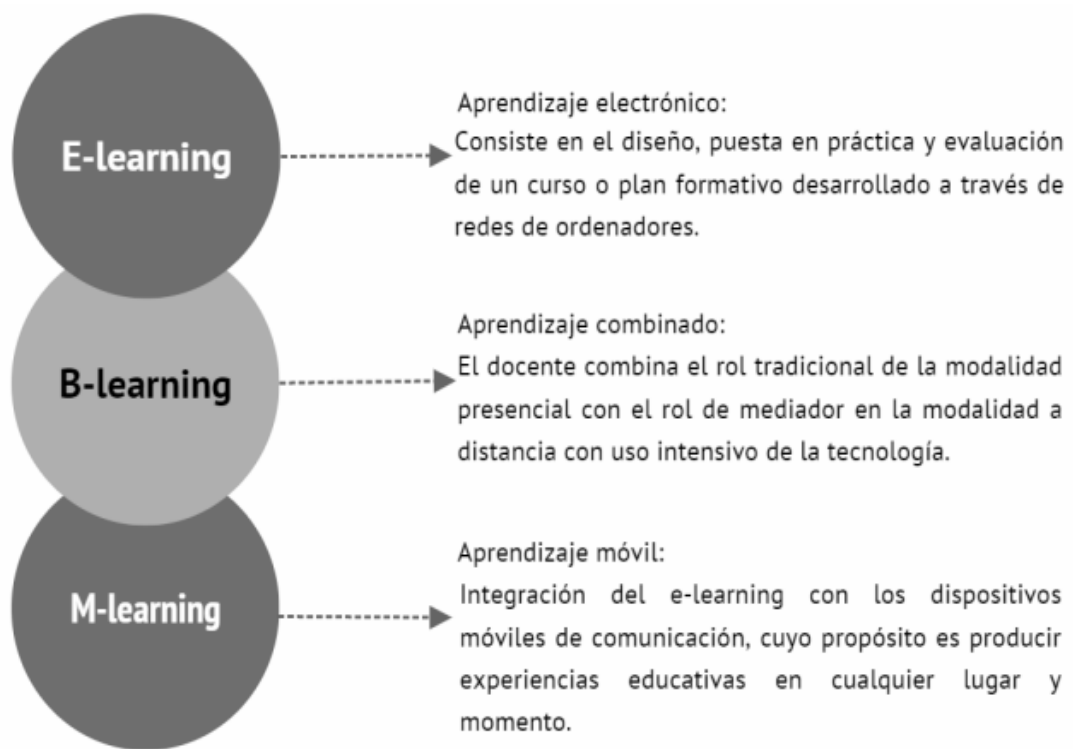 E-learning
Aprendizaje electrónico:
Consiste en el diseño, puesta en práctica y evaluación
de un curso o plan formativo desarrollado a través de
redes de ordenadores.
B-learning
Aprendizaje combinado:
El docente combina el rol tradicional de la modalidad
presencial con el rol de mediador en la modalidad a
distancia con uso intensivo de la tecnología.
M-learning
Aprendizaje móvil:
Integración del e-learning con los dispositivos
móviles de comunicación, cuyo propósito es producir
experiencias educativas en cualquier lugar y
momento.